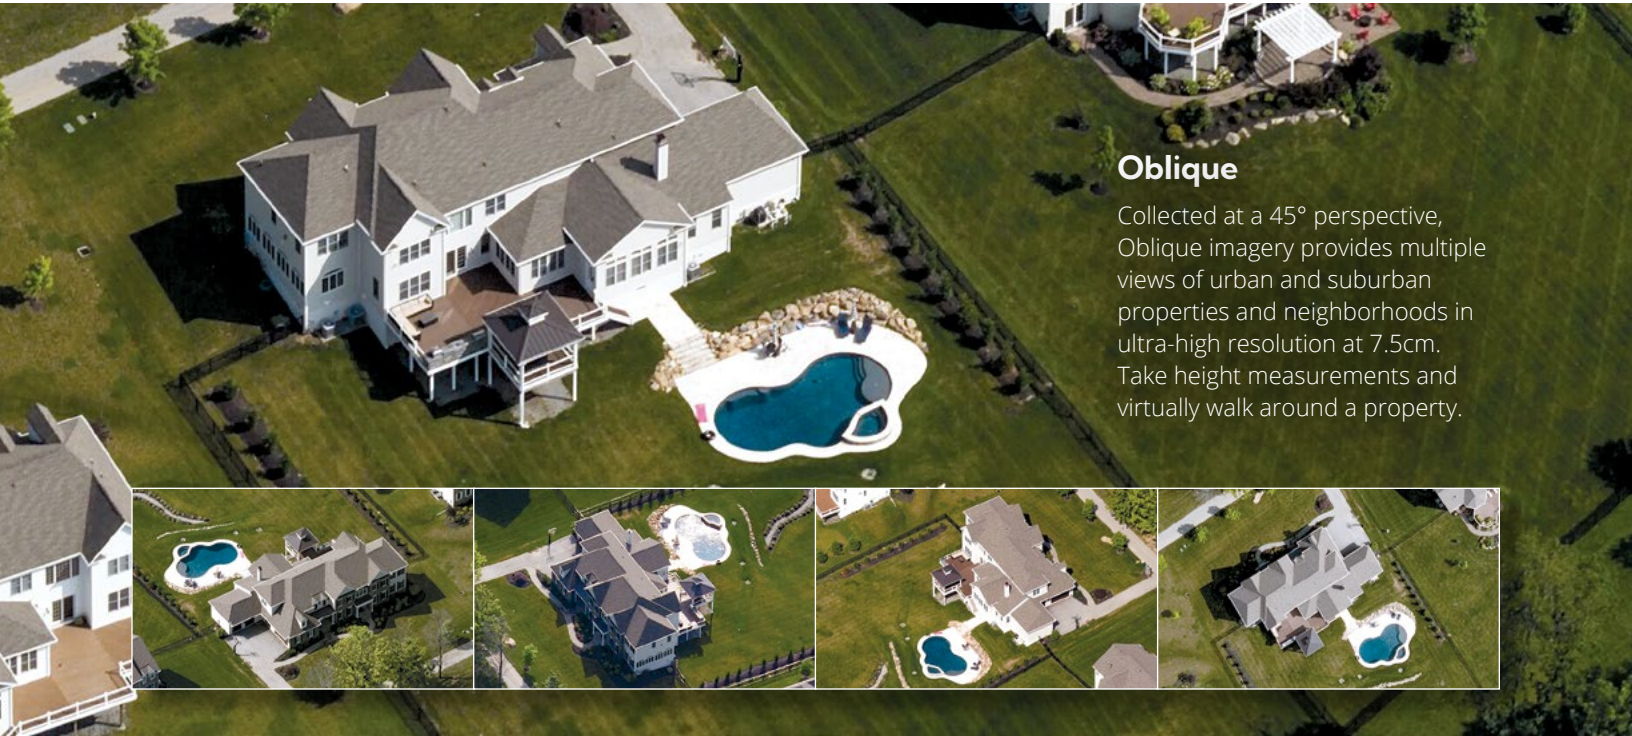 Oblique
Collected at a 45° perspective,
Oblique imagery provides multiple
views of urban and suburban
properties and neighborhoods in
ultra-high resolution at 7.5cm.
Take height measurements and
virtually walk around a property.